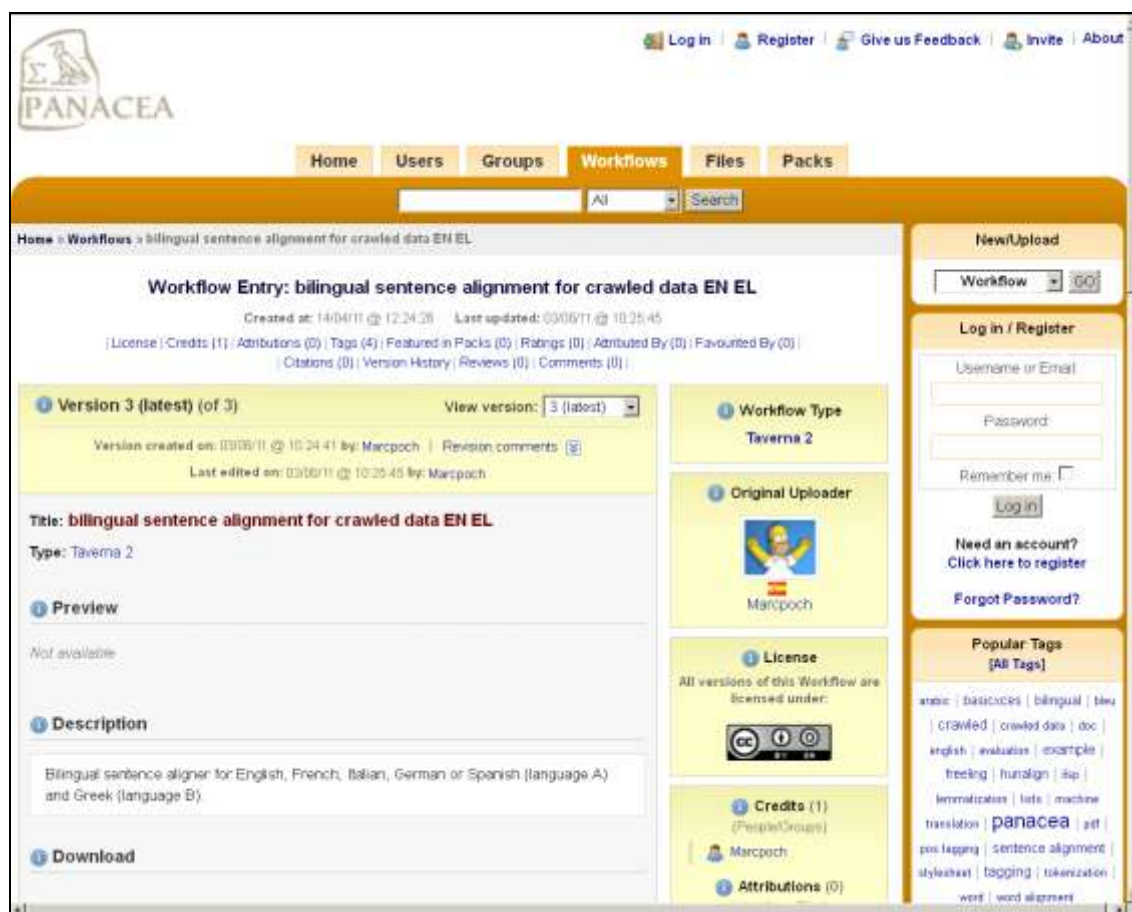 Log in | Register | Give us Feedback | Invite | About
PANACEA
Home Users Groups Workflows Files Packs
All Search
Home » Workflows » bilingual sentence alignment for crawled data EN EL
Workflow Entry: bilingual sentence alignment for crawled data EN EL
Created at: 14/04/11 @ 12:24:28 Last updated: 03/06/11 @ 10:25:45
| License | Credits (1) | Attributions (0) | Tags (4) | Featured in Packs (0) | Ratings (0) | Attributed By (0) | Favourited By (0) |
| Citations (0) | Version History | Reviews (0) | Comments (0) |
Version 3 (latest) (of 3) View version: 3 (latest)
Version created on: 03/06/11 @ 10:24:41 by: Marcpoch | Revision comments
Last edited on: 03/06/11 @ 10:25:45 by: Marcpoch
Title: bilingual sentence alignment for crawled data EN EL
Type: Taverna 2
Preview
Not available
Description
Bilingual sentence aligner for English, French, Italian, German or Spanish (language A)
and Greek (language B).
Download
Workflow Type
Taverna 2
Original Uploader
Marcpoch
License
All versions of this Workflow are
licensed under:
cc
Credits (1)
(People/Groups)
Marcpoch
Attributions (0)
New/Upload
Workflow GO
Log in / Register
Username or Email:
Password:
Remember me:
Log in
Need an account?
Click here to register
Forgot Password?
Popular Tags
[All Tags]
arabic | basicxces | bilingual | bleu
| crawled | crawled data | doc |
english | evaluation | example |
freeling | hunalign | ilsp |
lemmatization | lists | machine
translation | panacea | pdf |
pos tagging | sentence alignment |
stylesheet | tagging | tokenization |
word | word alignment